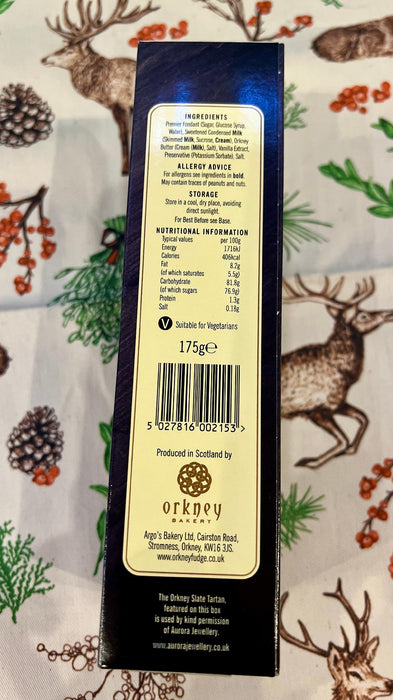 INGREDIENTS
Premier Fondant (Sugar, Glucose Syrup,
Water), Sweetened Condensed Milk
(Skimmed Milk, Sucrose, Cream), Orkney
Butter (Cream (Milk), Salt), Vanilla Extract,
Preservative (Potassium Sorbate), Salt.
ALLERGY ADVICE
For allergens see ingredients in bold.
May contain traces of peanuts and nuts.
STORAGE
Store in a cool, dry place, avoiding
direct sunlight.
For Best Before see Base.
NUTRITIONAL INFORMATION
Typical values per 100g
Energy 1716kJ
Calories 406kcal
Fat 8.2g
(of which saturates 5.5g)
Carbohydrate 81.8g
(of which sugars 76.9g)
Protein 1.3g
Salt 0.18g
V Suitable for Vegetarians
175g℮
5 027816 002153 >
Produced in Scotland by
orkney
BAKERY
Argo's Bakery Ltd, Cairston Road,
Stromness, Orkney, KW16 3JS.
www.orkneyfudge.co.uk
The Orkney Slate Tartan,
featured on this box
is used by kind permission
of Aurora Jewellery.
www.aurorajewellery.co.uk